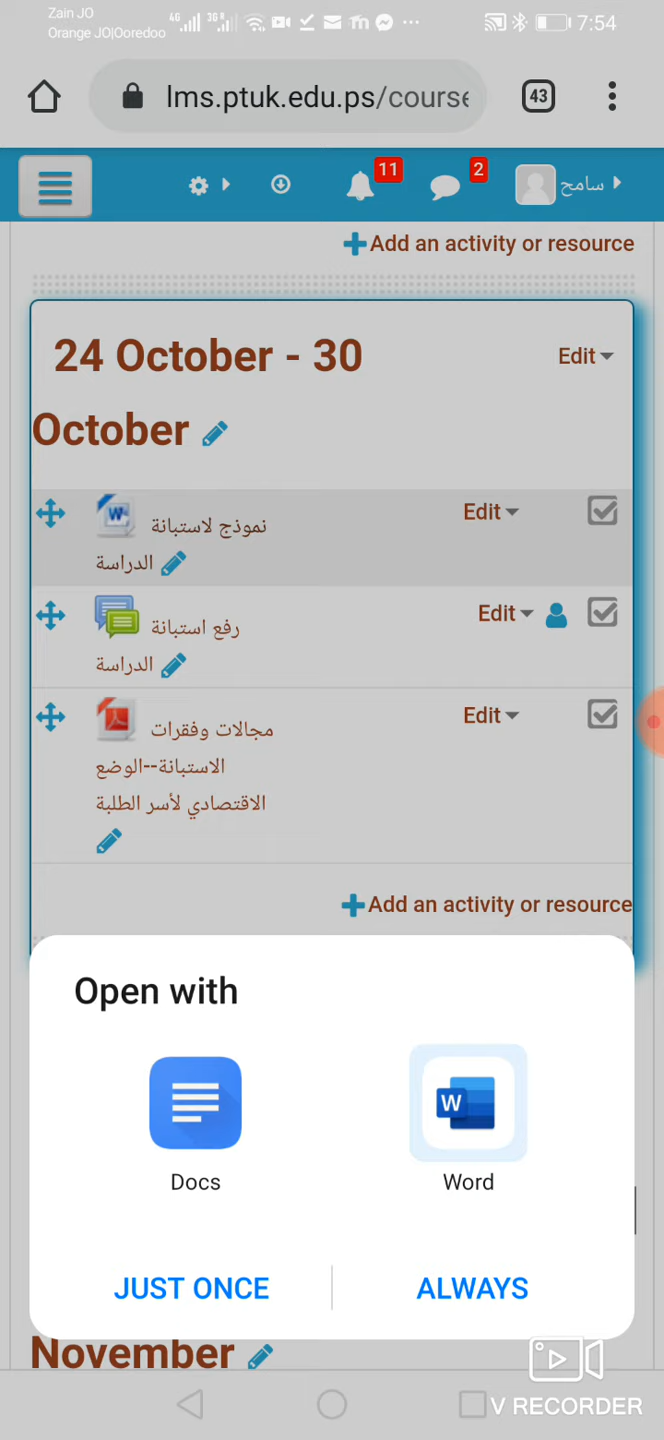 Zain JO
Orange JO|Ooredoo
4G 3G 7:54
lms.ptuk.edu.ps/course
43
11
2
سامح
Add an activity or resource
24 October - 30
Edit
October
نموذج لاستبانة
Edit
الدراسة
رفع استبانة
Edit
الدراسة
مجالات وفقرات
Edit
الاستبانة--الوضع
الاقتصادي لأسر الطلبة
Add an activity or resource
Open with
W
Docs
Word
JUST ONCE
ALWAYS
November
V RECORDER